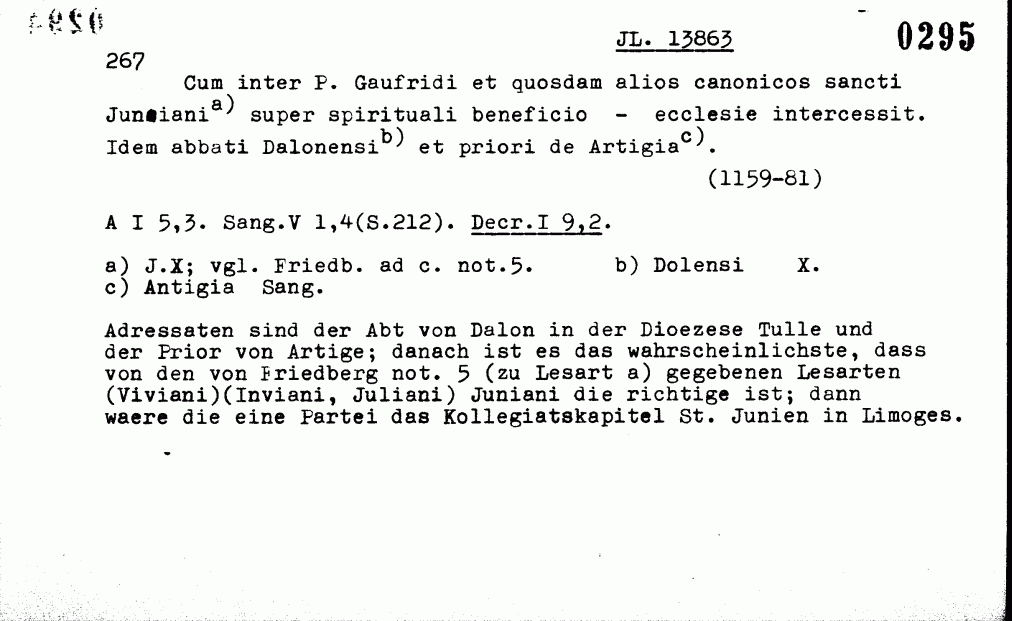 JL. 13863 0295
267
Cum inter P. Gaufridi et quosdam alios canonicos sancti
Juniani a) super spirituali beneficio - ecclesie intercessit.
Idem abbati Dalonensi b) et priori de Artigia c).
(1159-81)
A I 5,3. Sang.V 1,4(S.212). Decr.I 9,2.
a) J.X; vgl. Friedb. ad c. not.5. b) Dolensi X.
c) Antigia Sang.
Adressaten sind der Abt von Dalon in der Dioezese Tulle und
der Prior von Artige; danach ist es das wahrscheinlichste, dass
von den von Friedberg not. 5 (zu Lesart a) gegebenen Lesarten
(Viviani)(Inviani, Juliani) Juniani die richtige ist; dann
waere die eine Partei das Kollegiatskapitel St. Junien in Limoges.